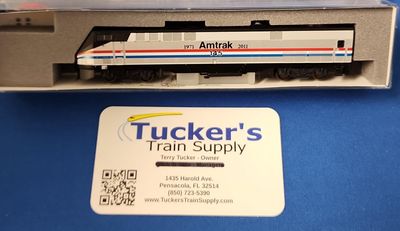 1971 Amtrak 2011
145
Tucker's
Train Supply
Terry Tucker - Owner
1435 Harold Ave.
Pensacola, FL 32514
(850) 723-5390
www.TuckersTrainSupply.com